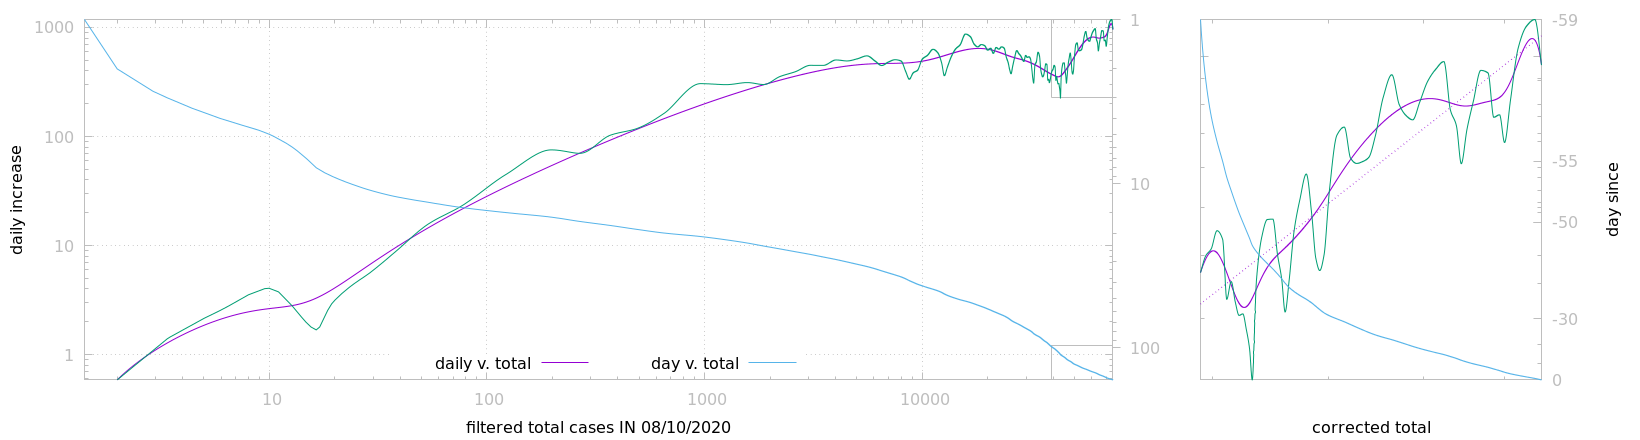 1000
100
10
1
daily increase
10
100
1000
10000
filtered total cases IN 08/10/2020
daily v. total
day v. total
1
10
100
-59
-55
-50
-30
0
day since
corrected total